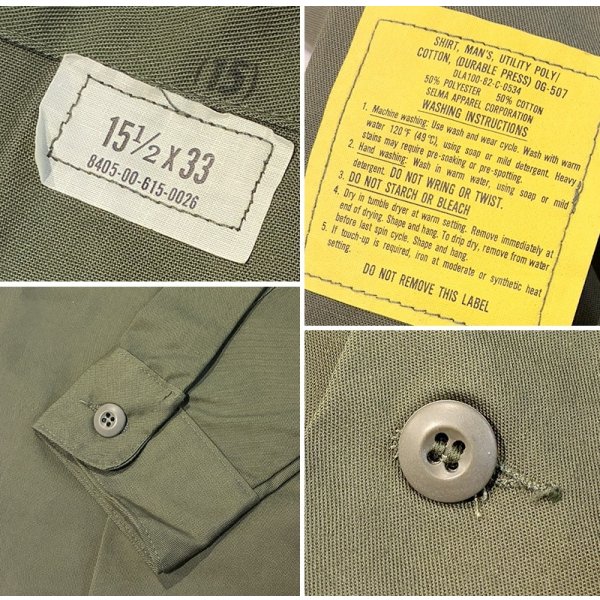 15½ X 33
8405-00-615-0026
SHIRT, MAN'S, UTILITY POLY/
COTTON, (DURABLE PRESS) OG-507
DLA100-82-C-0534
50% POLYESTER 50% COTTON
SELMA APPAREL CORPORATION
WASHING INSTRUCTIONS
1. Machine washing: Use wash and wear cycle. Wash with warm
water 120°F (49°C), using soap or mild detergent. Heavy
stains may require pre-soaking or pre-spotting.
2. Hand washing: Wash in warm water, using soap or mild
detergent. DO NOT WRING OR TWIST.
3. DO NOT STARCH OR BLEACH
4. Dry in tumble dryer at warm setting. Remove immediately at
end of drying. Shape and hang. To drip dry, remove from water
before last spin cycle. Shape and hang.
5. If touch-up is required, iron at moderate or synthetic heat
setting.
DO NOT REMOVE THIS LABEL